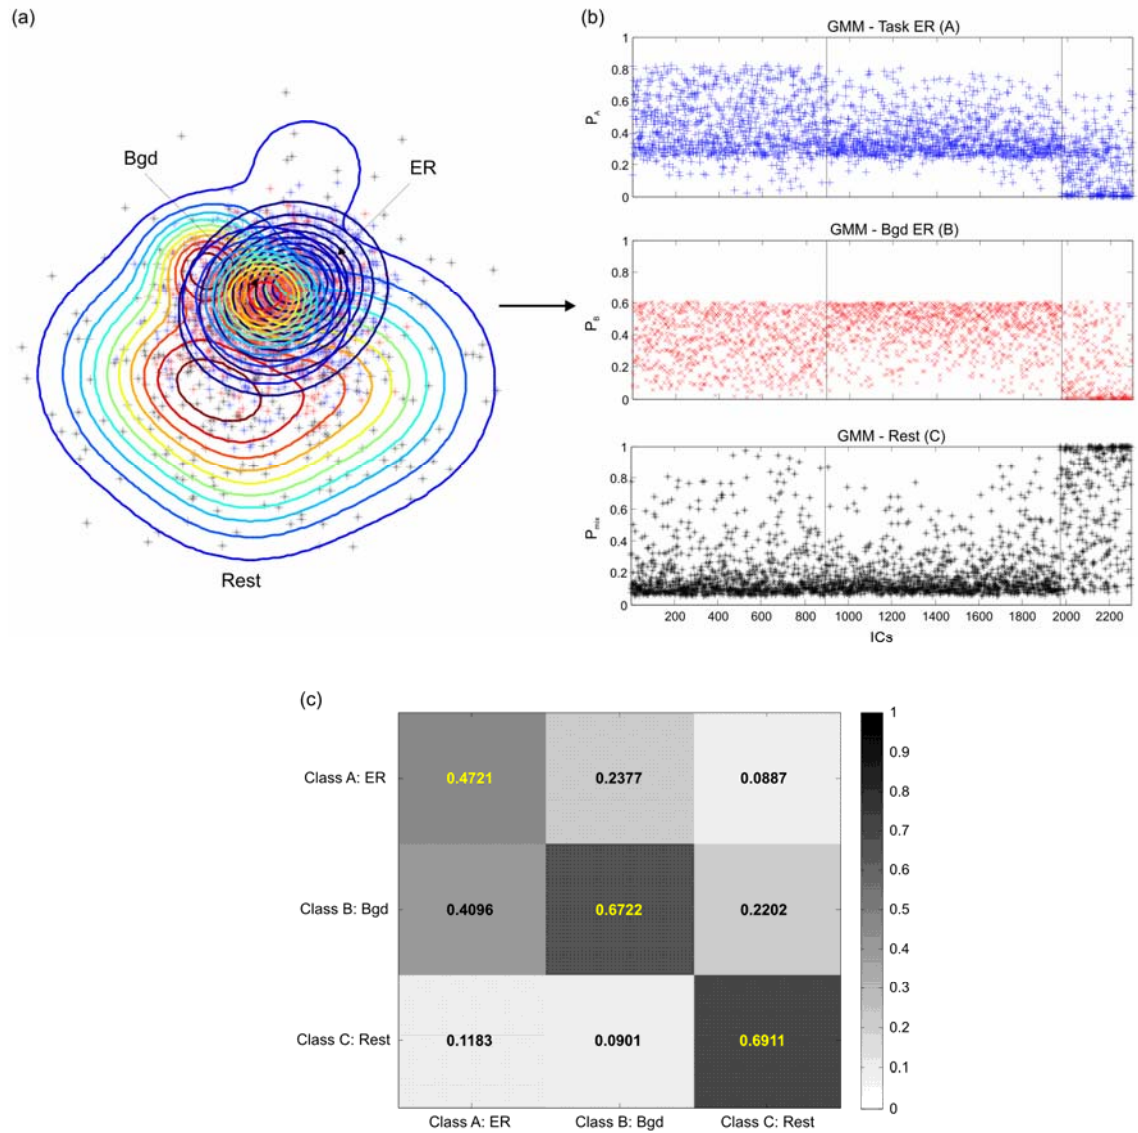 (a)
Bgd
ER
Rest
(b)
GMM - Task ER (A)
1
0.8
0.6
0.4
0.2
0
P_A
GMM - Bgd ER (B)
1
0.8
0.6
0.4
0.2
0
P_B
GMM - Rest (C)
1
0.8
0.6
0.4
0.2
0
P_mix
200 400 600 800 1000 1200 1400 1600 1800 2000 2200
ICs
(c)
Class A: ER 0.4721 0.2377 0.0887
Class B: Bgd 0.4096 0.6722 0.2202
Class C: Rest 0.1183 0.0901 0.6911
Class A: ER Class B: Bgd Class C: Rest
1
0.9
0.8
0.7
0.6
0.5
0.4
0.3
0.2
0.1
0